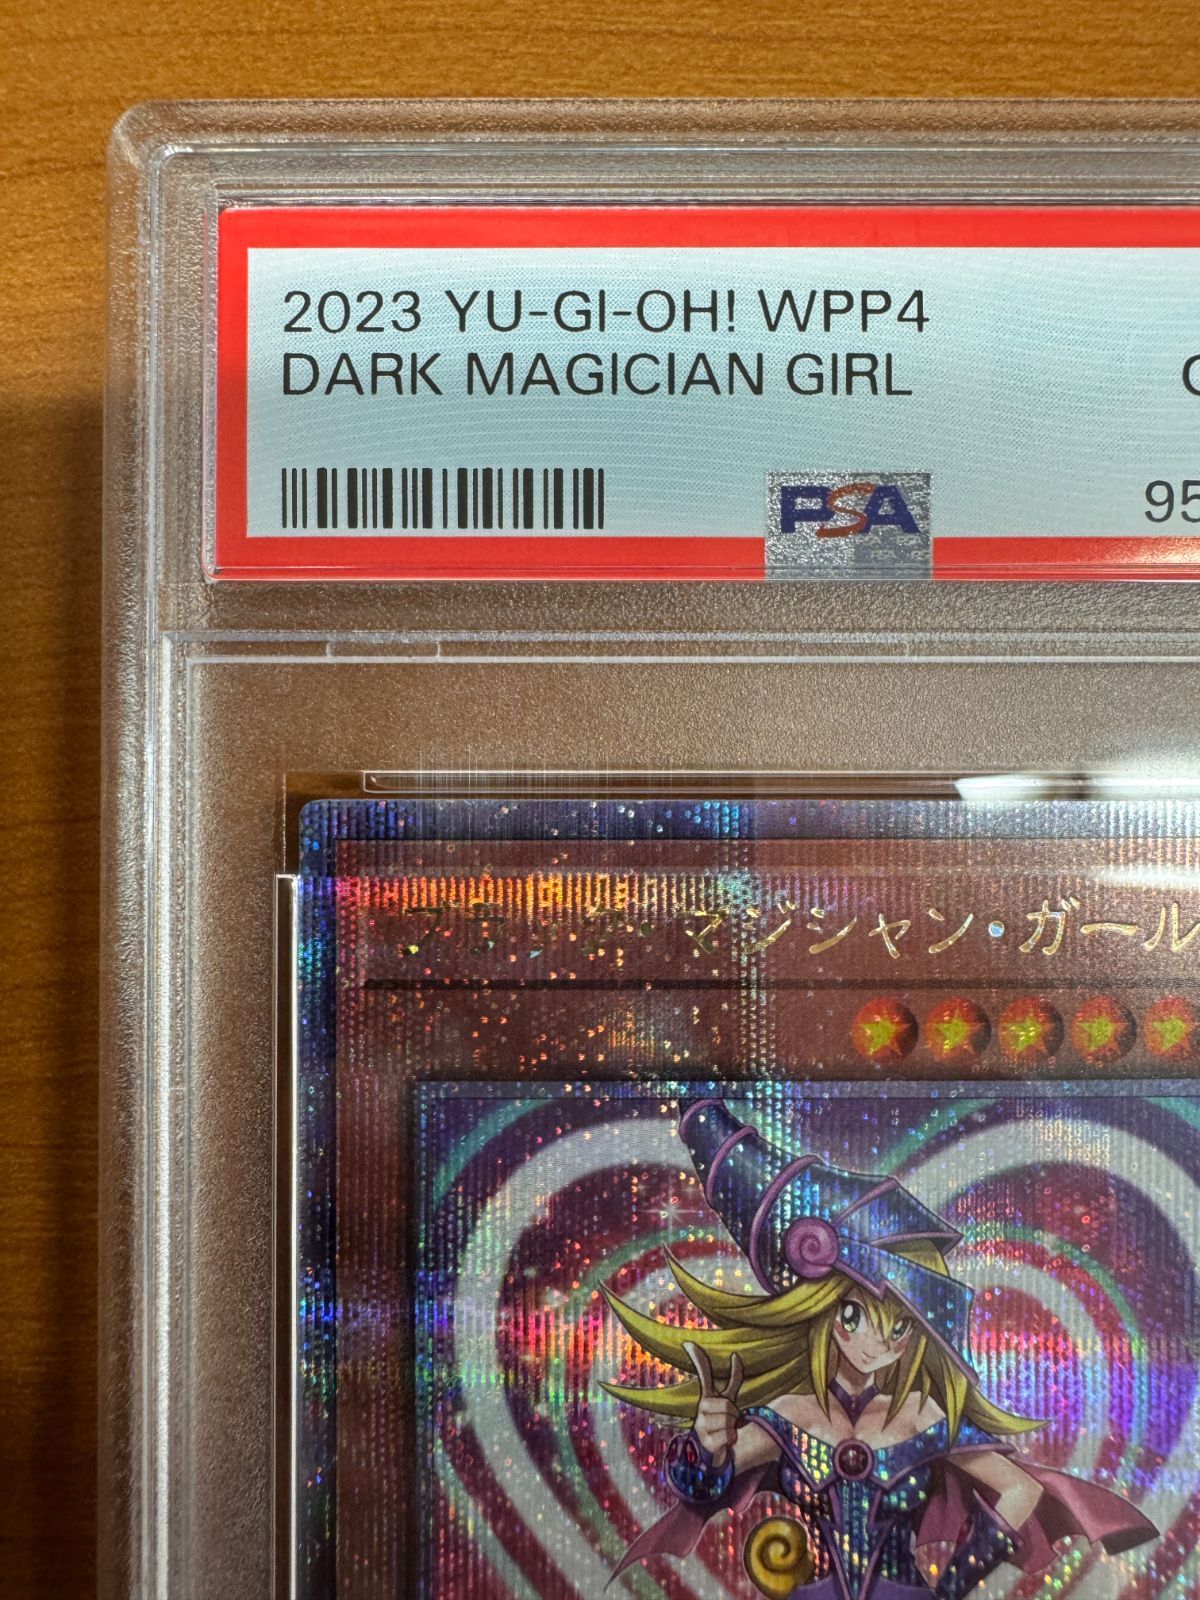 2023 YU-GI-OH! WPP4
DARK MAGICIAN GIRL
PSA
95
ブラック・マジシャン・ガール